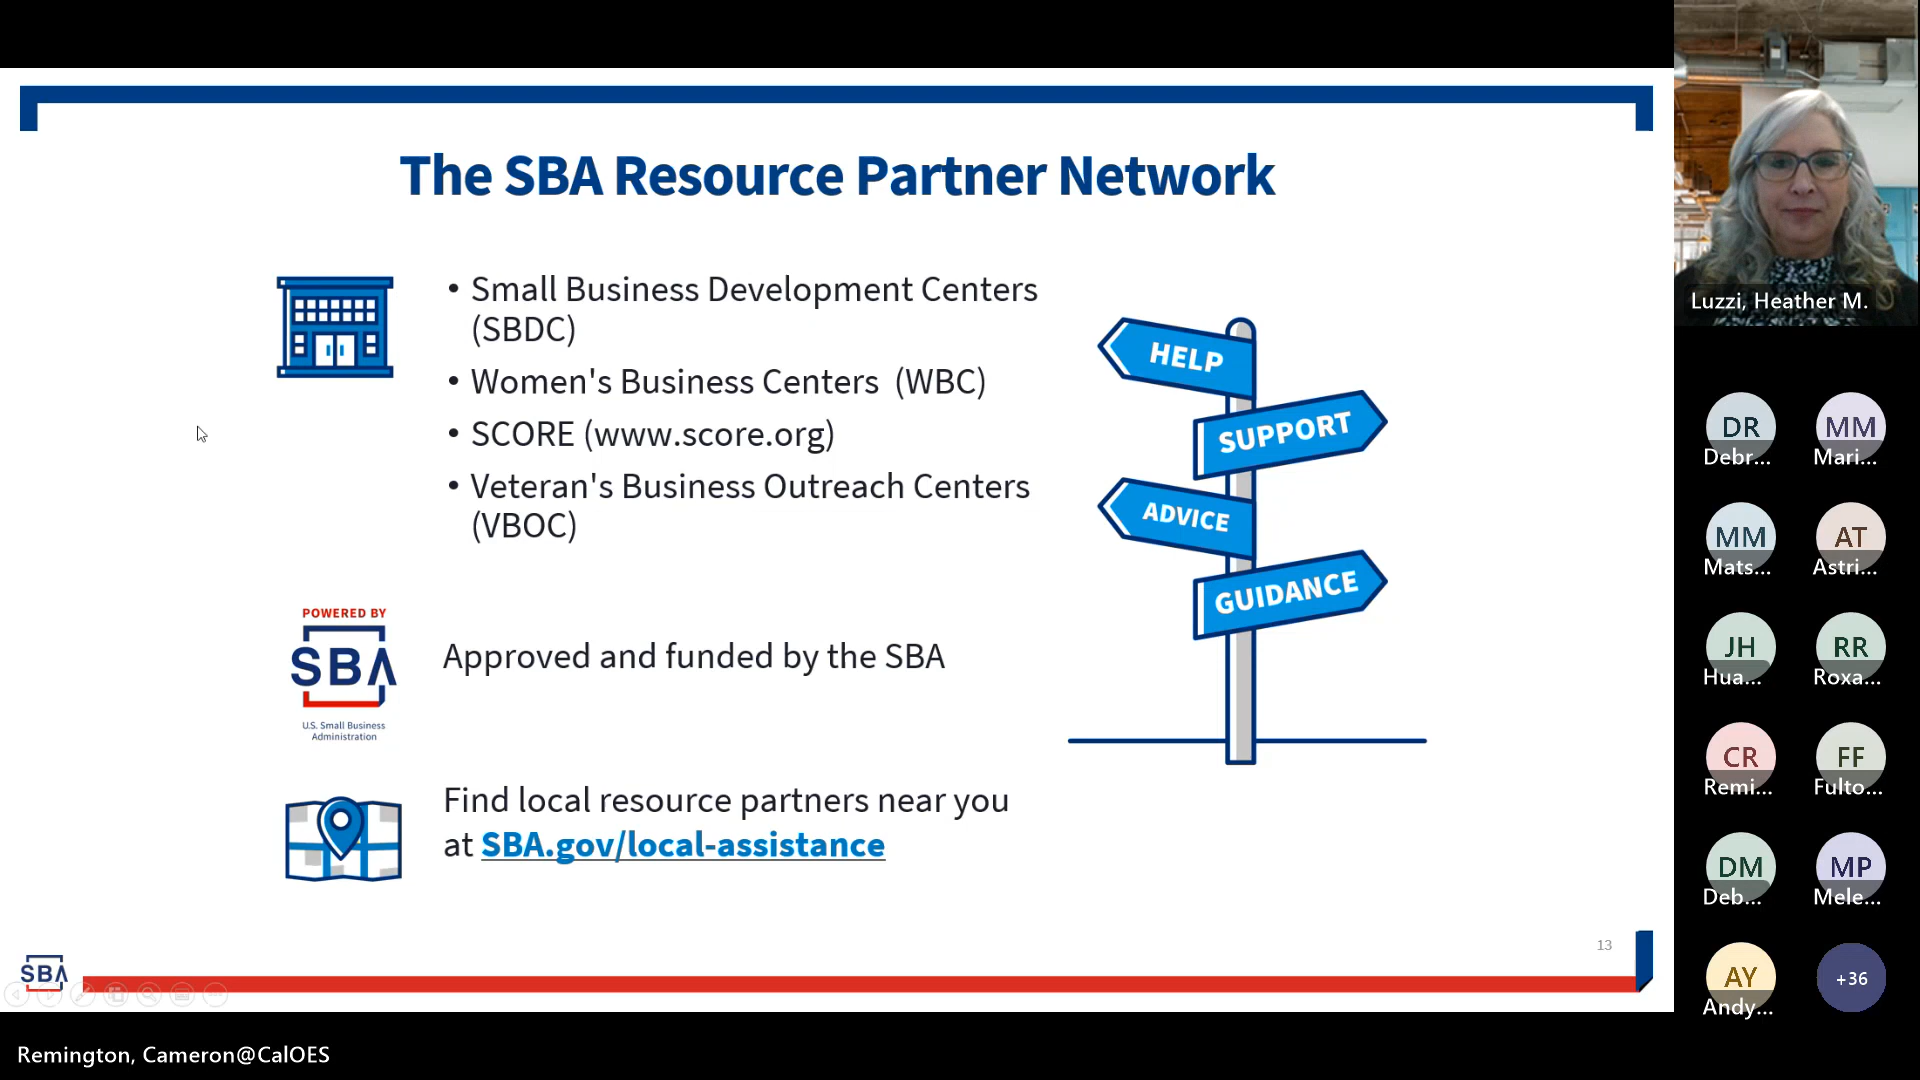 The SBA Resource Partner Network
• Small Business Development Centers
(SBDC)
• Women's Business Centers (WBC)
• SCORE (www.score.org)
• Veteran's Business Outreach Centers
(VBOC)
HELP
SUPPORT
ADVICE
GUIDANCE
POWERED BY
SBA
U.S. Small Business
Administration
Approved and funded by the SBA
Find local resource partners near you
at SBA.gov/local-assistance
13
SBA
Remington, Cameron@CalOES
Luzzi, Heather M.
DR
Debr...
MM
Mari...
MM
Mats...
AT
Astri...
JH
Hua...
RR
Roxa...
CR
Remi...
FF
Fulto...
DM
Deb...
MP
Mele...
AY
Andy...
+36